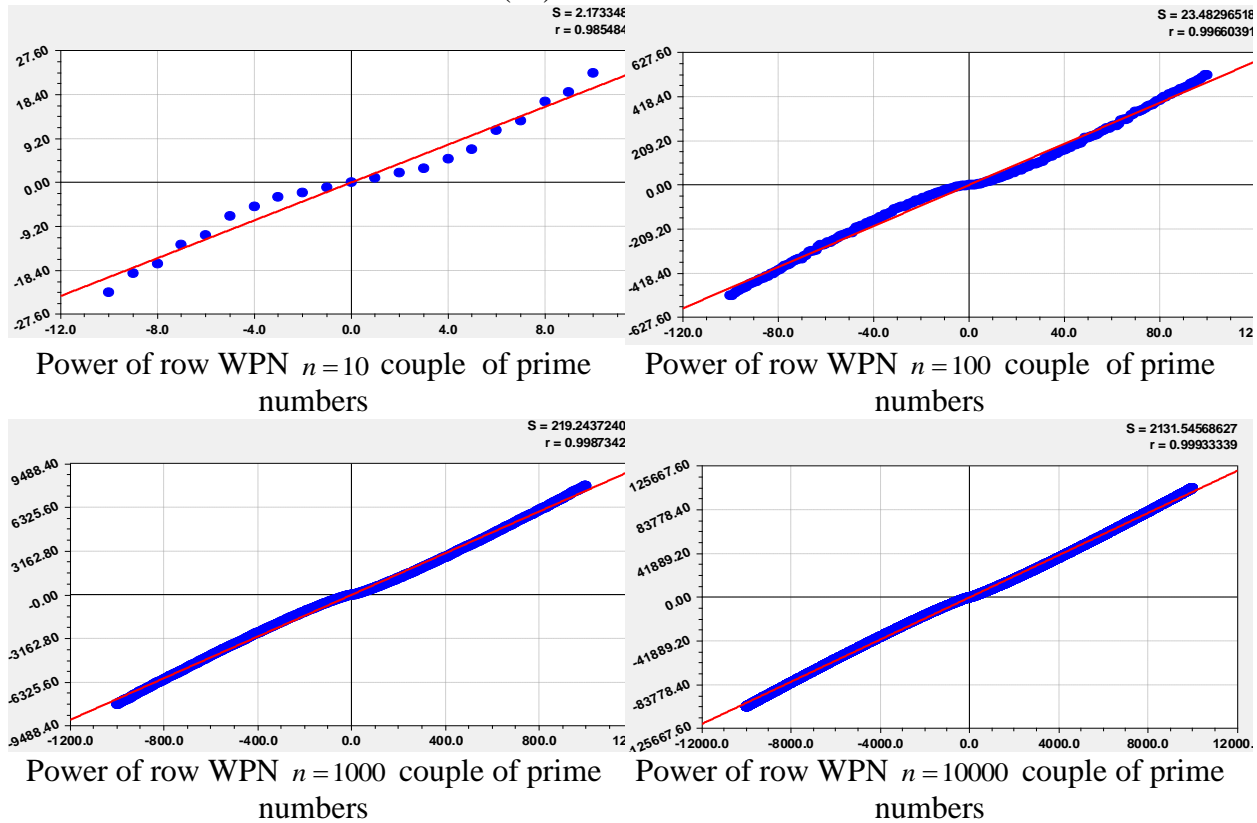 S = 2.173348
r = 0.985484
27.60
18.40
9.20
0.00
-9.20
-18.40
-27.60
-12.0 -8.0 -4.0 0.0 4.0 8.0
S = 23.48296518
r = 0.99660391
627.60
418.40
209.20
0.00
-209.20
-418.40
-627.60
-120.0 -80.0 -40.0 0.0 40.0 80.0
Power of row WPN n = 10 couple of prime
numbers
Power of row WPN n = 100 couple of prime
numbers
S = 219.2437240
r = 0.9987342
9488.40
6325.60
3162.80
-0.00
-3162.80
-6325.60
-9488.40
-1200.0 -800.0 -400.0 0.0 400.0 800.0
S = 2131.54568627
r = 0.99933339
125667.60
83778.40
41889.20
0.00
-41889.20
-83778.40
125667.60
-12000.0 -8000.0 -4000.0 0.0 4000.0 8000.0 12000.
Power of row WPN n = 1000 couple of prime
numbers
Power of row WPN n = 10000 couple of prime
numbers